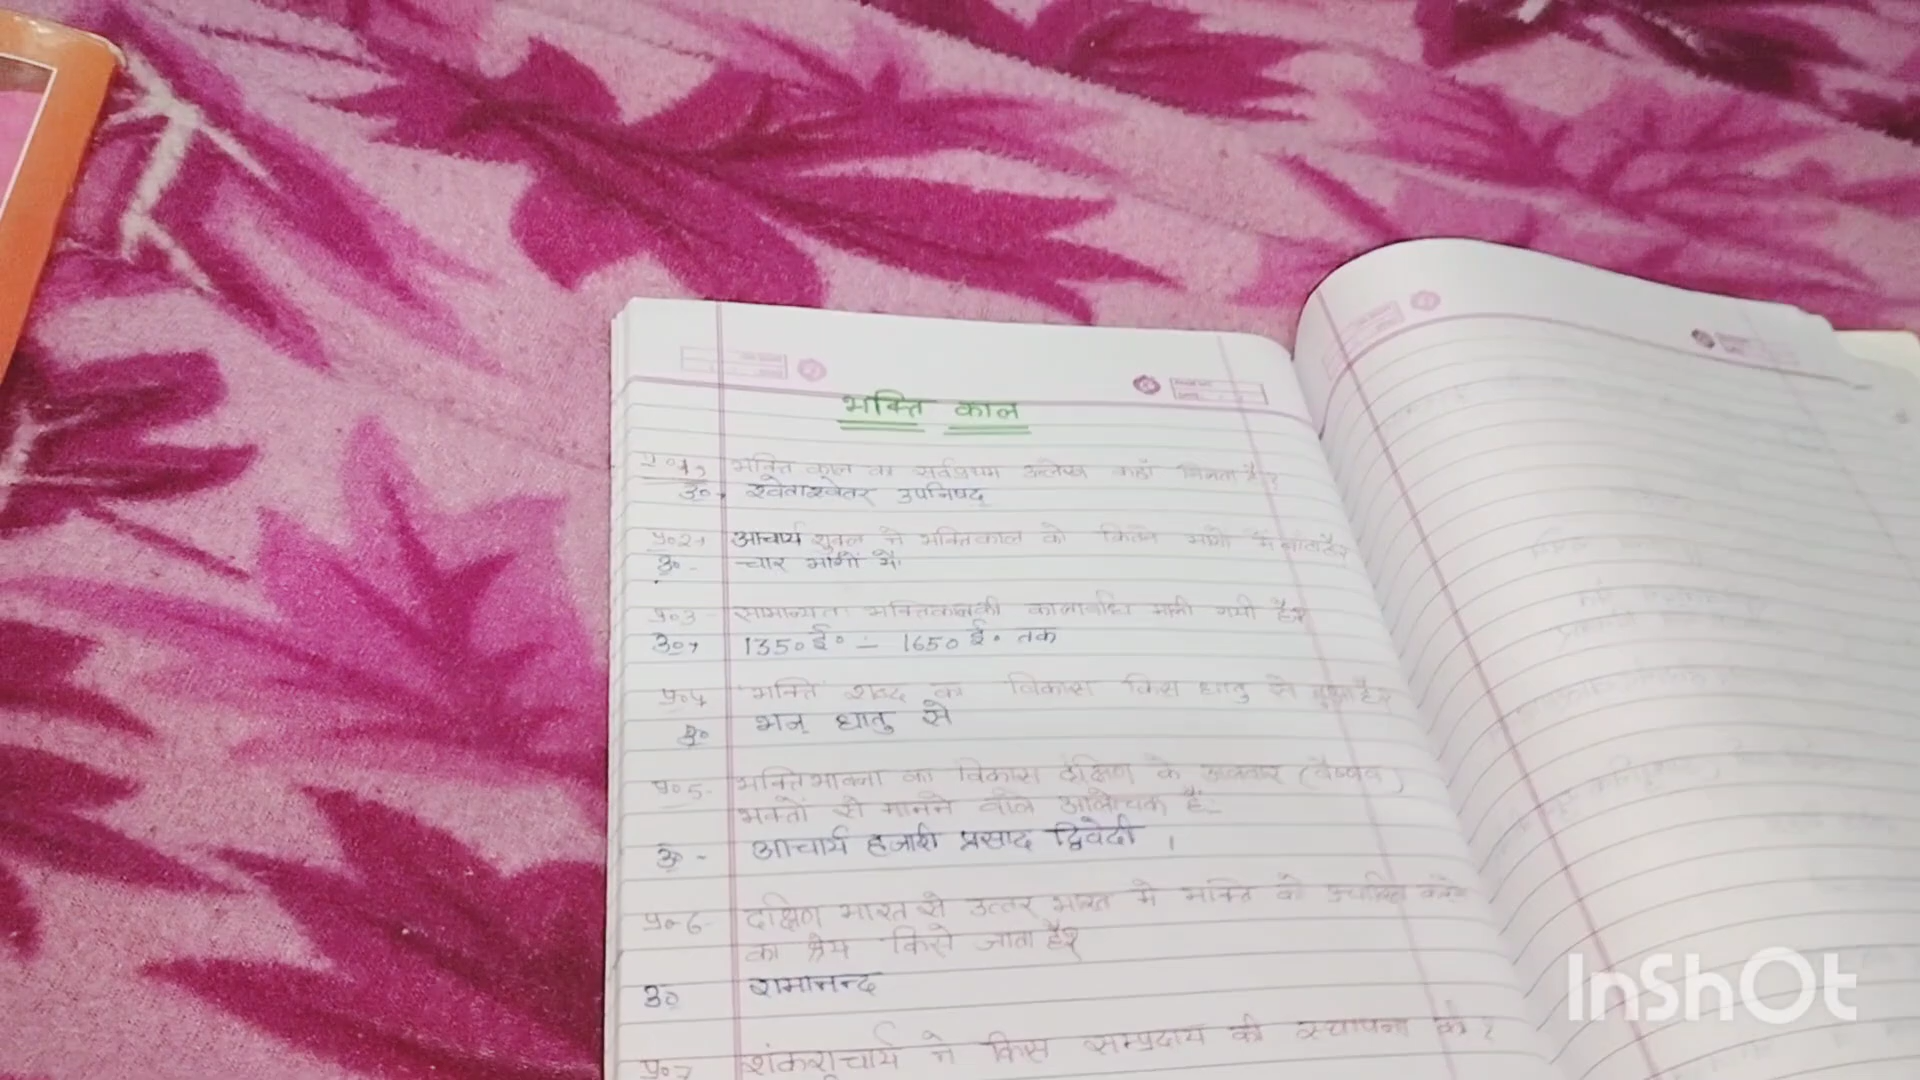 भक्ति काल
प्र०1, भक्ति काल का सर्वप्रथम उल्लेख कहाँ मिलता है?
उ०, श्वेताश्वेतर उपनिषद्
प्र०2, आचार्य शुक्ल ने भक्तिकाल को कितने भागों में बांटा है?
उ०- चार भागों में।
प्र०3 सामान्यतः भक्तिकालकी कालावधि मानी गयी है?
उ०, 1350 ई० - 1650 ई० तक
प्र०4 'भक्ति' शब्द का विकास किस धातु से हुआ है?
उ० भज् धातु से
प्र०5- भक्तिभावना का विकास दक्षिण के अवतार (वैष्णव)
भक्तों से मानने वाले आलोचक हैं:
उ०- आचार्य हजारी प्रसाद द्विवेदी ।
प्र०6- दक्षिण भारत से उत्तर भारत मे भक्ति को प्रचारित करने
का श्रेय किसे जाता है?
उ० रामानन्द
प्र०7 शंकराचार्य ने किस सम्प्रदाय की स्थापना की?
InShOt